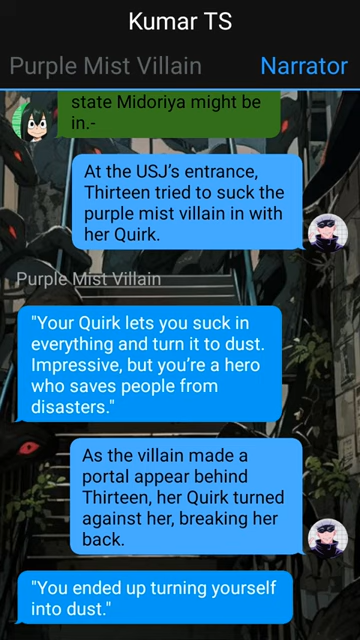 Kumar TS
Purple Mist Villain
Narrator
state Midoriya might be
in.-
At the USJ’s entrance,
Thirteen tried to suck the
purple mist villain in with
her Quirk.
Purple Mist Villain
"Your Quirk lets you suck in
everything and turn it to dust.
Impressive, but you’re a hero
who saves people from
disasters."
As the villain made a
portal appear behind
Thirteen, her Quirk turned
against her, breaking her
back.
"You ended up turning yourself
into dust."